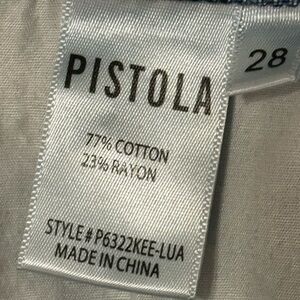 PISTOLA
28
77% COTTON
23% RAYON
STYLE# P6322KEE-LUA
MADE IN CHINA